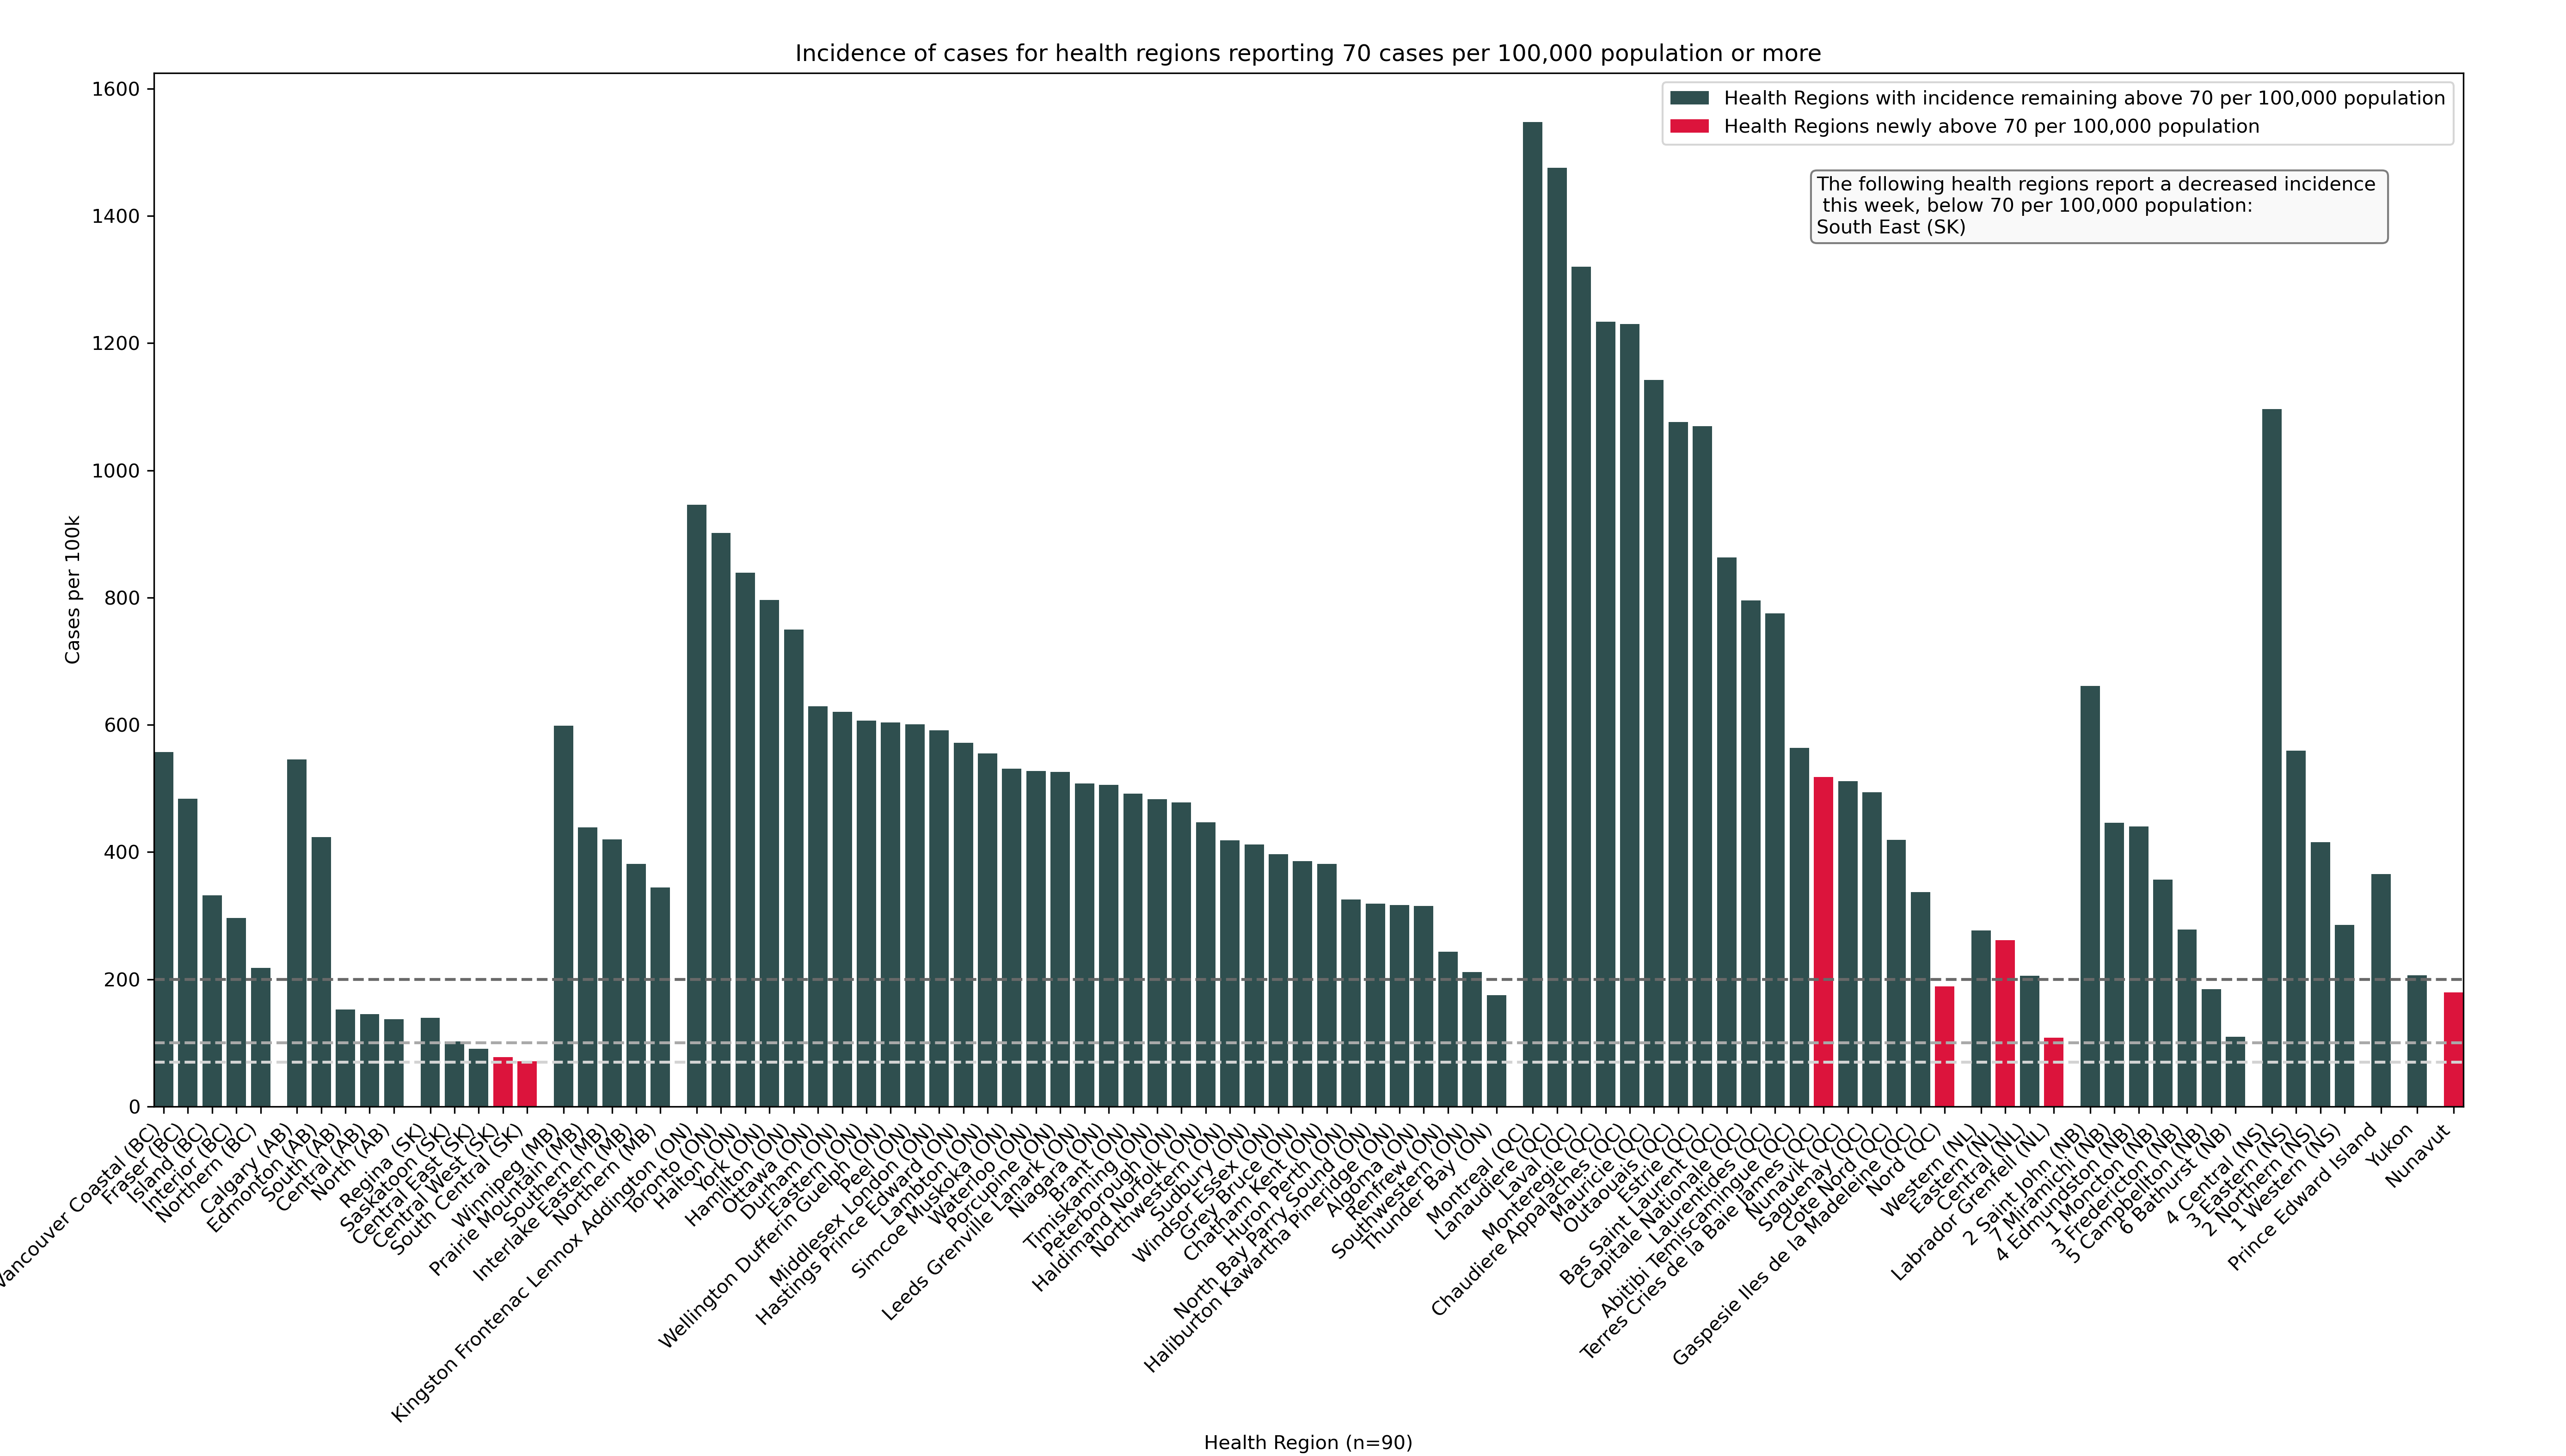 Incidence of cases for health regions reporting 70 cases per 100,000 population or more
Health Regions with incidence remaining above 70 per 100,000 population
Health Regions newly above 70 per 100,000 population
The following health regions report a decreased incidence
this week, below 70 per 100,000 population:
South East (SK)
Cases per 100k
1600
1400
1200
1000
800
600
400
200
0
Vancouver Coastal (BC)
Fraser (BC)
Island (BC)
Interior (BC)
Northern (BC)
Calgary (AB)
Edmonton (AB)
South (AB)
Central (AB)
North (AB)
Regina (SK)
Saskatoon (SK)
Central East (SK)
Central West (SK)
South Central (SK)
Winnipeg (MB)
Prairie Mountain (MB)
Southern (MB)
Interlake Eastern (MB)
Northern (MB)
Kingston Frontenac Lennox Addington (ON)
Toronto (ON)
Halton (ON)
York (ON)
Hamilton (ON)
Ottawa (ON)
Durham (ON)
Eastern (ON)
Wellington Dufferin Guelph (ON)
Peel (ON)
Middlesex London (ON)
Hastings Prince Edward (ON)
Lambton (ON)
Simcoe Muskoka (ON)
Waterloo (ON)
Porcupine (ON)
Leeds Grenville Lanark (ON)
Niagara (ON)
Brant (ON)
Timiskaming (ON)
Peterborough (ON)
Haldimand Norfolk (ON)
Northwestern (ON)
Sudbury (ON)
Windsor Essex (ON)
Grey Bruce (ON)
Chatham Kent (ON)
Huron Perth (ON)
North Bay Parry Sound (ON)
Haliburton Kawartha Pineridge (ON)
Algoma (ON)
Renfrew (ON)
Southwestern (ON)
Thunder Bay (ON)
Montreal (QC)
Lanaudiere (QC)
Laval (QC)
Monteregie (QC)
Chaudiere Appalaches (QC)
Mauricie (QC)
Outaouais (QC)
Estrie (QC)
Bas Saint Laurent (QC)
Capitale Nationale (QC)
Laurentides (QC)
Abitibi Temiscamingue (QC)
Terres Cries de la Baie James (QC)
Nunavik (QC)
Saguenay (QC)
Cote Nord (QC)
Gaspesie Iles de la Madeleine (QC)
Nord (QC)
Western (NL)
Eastern (NL)
Central (NL)
Labrador Grenfell (NL)
2 Saint John (NB)
7 Miramichi (NB)
4 Edmundston (NB)
1 Moncton (NB)
3 Fredericton (NB)
5 Campbellton (NB)
6 Bathurst (NB)
4 Central (NS)
3 Eastern (NS)
2 Northern (NS)
1 Western (NS)
Prince Edward Island
Yukon
Nunavut
Health Region (n=90)